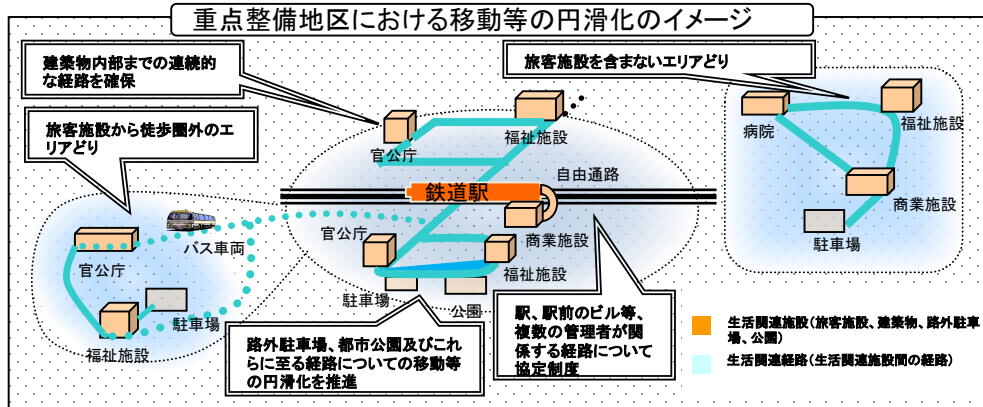 重点整備地区における移動等の円滑化のイメージ
建築物内部までの連続的
な経路を確保
旅客施設を含まないエリアどり
旅客施設から徒歩圏外のエ
リアどり
官公庁
福祉施設
病院
福祉施設
自由通路
鉄道駅
商業施設
駐車場
バス車両
官公庁
官公庁
商業施設
福祉施設
駐車場
公園
駐車場
福祉施設
路外駐車場、都市公園及びこれ
らに至る経路についての移動等
の円滑化を推進
駅、駅前のビル等、
複数の管理者が関
係する経路について
協定制度
生活関連施設(旅客施設、建築物、路外駐車
場、公園)
生活関連経路(生活関連施設間の経路)